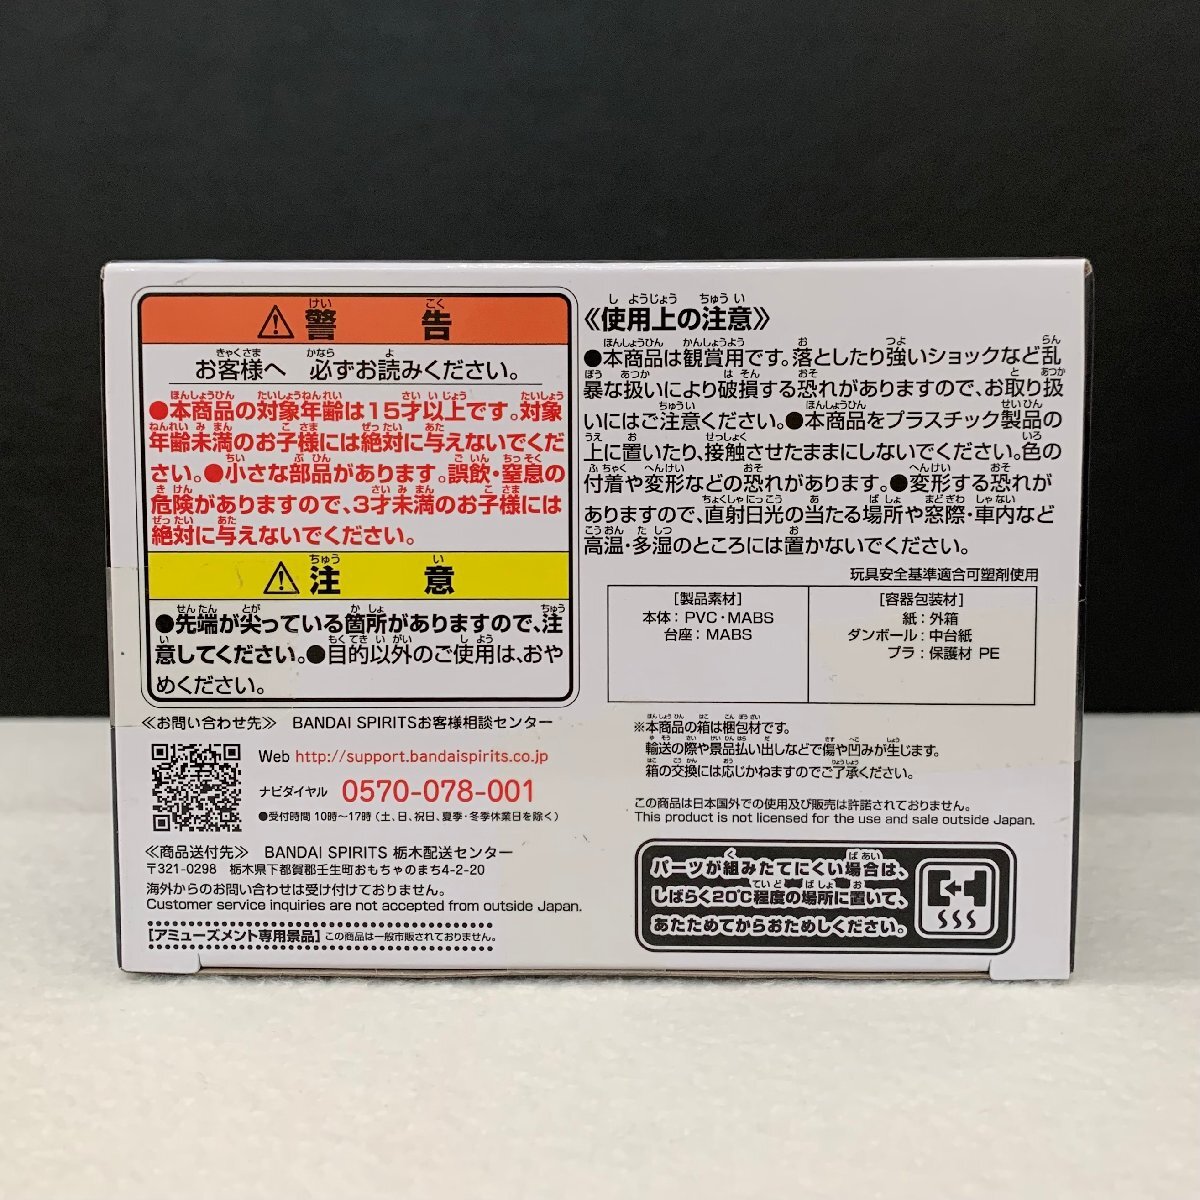 警 告
お客様へ 必ずお読みください。
●本商品の対象年齢は15才以上です。対象
年齢未満のお子様には絶対に与えないでくだ
さい。●小さな部品があります。誤飲・窒息の
危険がありますので、3才未満のお子様には
絶対に与えないでください。
注 意
●先端が尖っている箇所がありますので、注
意してください。●目的以外のご使用は、おや
めください。
≪お問い合わせ先≫ BANDAI SPIRITSお客様相談センター
Web http://support.bandaispirits.co.jp
ナビダイヤル 0570-078-001
●受付時間 10時～17時（土、日、祝日、夏季・冬季休業日を除く）
≪商品送付先≫ BANDAI SPIRITS 栃木配送センター
〒321-0298 栃木県下都賀郡壬生町おもちゃのまち4-2-20
海外からのお問い合わせは受け付けておりません。
Customer service inquiries are not accepted from outside Japan.
[アミューズメント専用景品] この商品は一般市販されておりません。
≪使用上の注意≫
●本商品は観賞用です。落としたり強いショックなど乱
暴な扱いにより破損する恐れがありますので、お取り扱
いにはご注意ください。●本商品をプラスチック製品の
上に置いたり、接触させたままにしないでください。色の
付着や変形などの恐れがあります。●変形する恐れが
ありますので、直射日光の当たる場所や窓際・車内など
高温・多湿のところには置かないでください。
玩具安全基準適合可塑剤使用
[製品素材]
本体：PVC・MABS
台座：MABS
[容器包装材]
紙：外箱
ダンボール：中台紙
プラ：保護材 PE
※本商品の箱は梱包材です。
輸送の際や景品払い出しなどで傷や凹みが生じます。
箱の交換には応じかねますのでご了承ください。
この商品は日本国外での使用及び販売は許諾されておりません。
This product is not licensed for the use and sale outside Japan.
パーツが組みたてにくい場合は、
しばらく20℃程度の場所に置いて、
あたためてからおためしください。